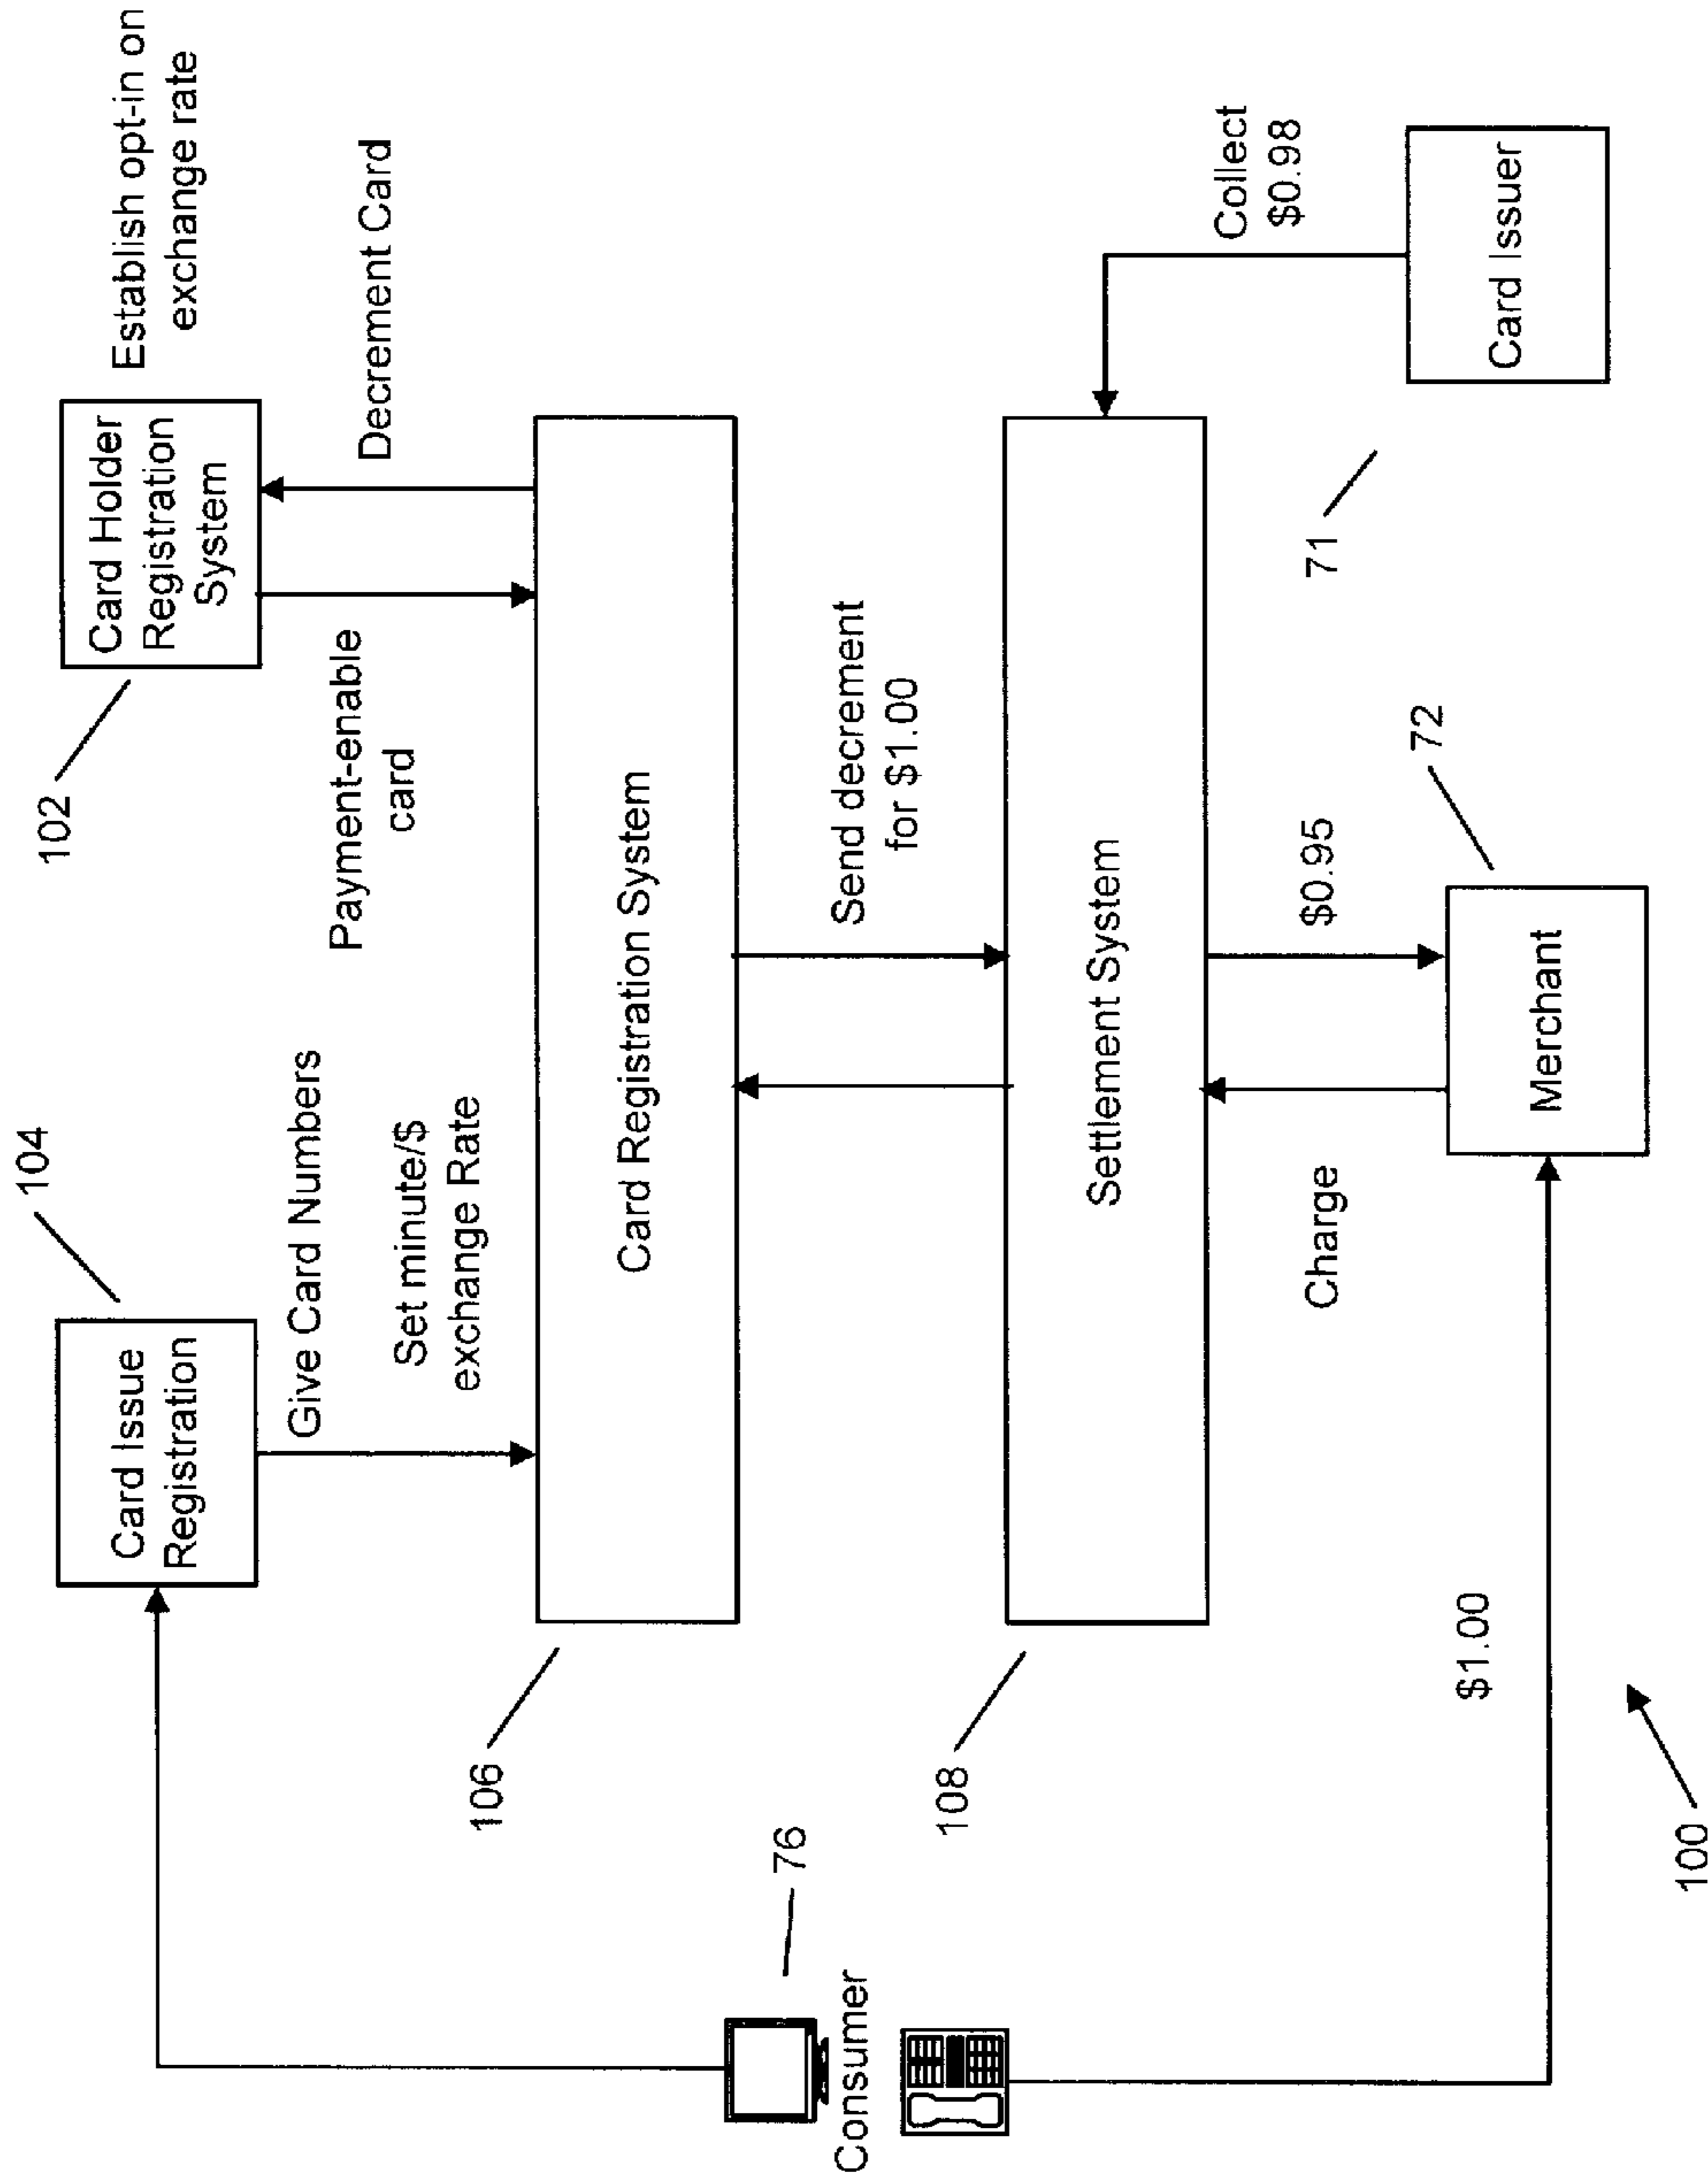 104
Card Issue
Registration
Give Card Numbers
Set minute/$
exchange Rate
102
Card Holder
Registration
System
Establish opt-in on
exchange rate
Payment-enable
card
Decrement Card
106
Card Registration System
76
Consumer
Send decrement
for $1.00
108
Settlement System
Collect
$0.98
Charge
$0.95
72
71
$1.00
Merchant
Card Issuer
100